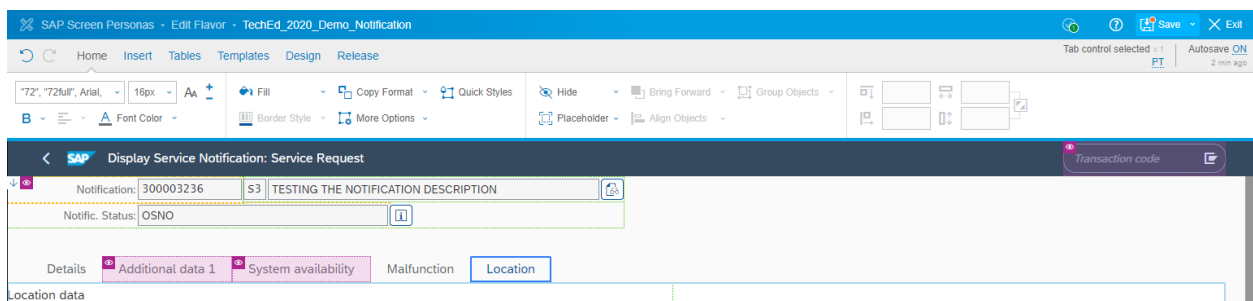 SAP Screen Personas - Edit Flavor - TechEd_2020_Demo_Notification
Save
Exit
Home Insert Tables Templates Design Release
Tab control selected x 1
PT
Autosave ON
2 min ago
"72", "72full", Arial, 16px AA Fill Copy Format Quick Styles Hide Bring Forward Group Objects
B A Font Color Border Style More Options Placeholder Align Objects
SAP Display Service Notification: Service Request Transaction code
Notification: 300003236 S3 TESTING THE NOTIFICATION DESCRIPTION
Notific. Status: OSNO
Details Additional data 1 System availability Malfunction Location
Location data